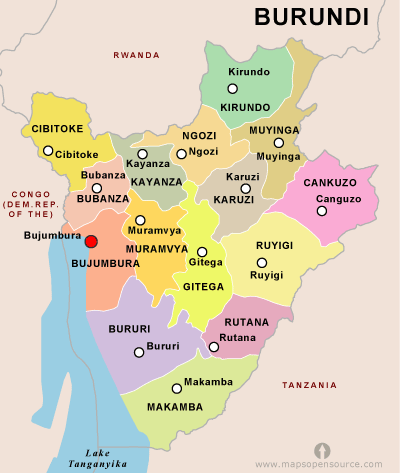 BURUNDI
RWANDA
Kirundo
KIRUNDO
CIBITOKE
Cibitoke
NGOZI
Ngozi
MUYINGA
Muyinga
Kayanza
KAYANZA
Bubanza
BUBANZA
Karuzi
KARUZI
CANKUZO
Canguzo
CONGO
(DEM.REP.
OF THE)
Bujumbura
BUJUMBURA
Muramvya
MURAMVYA
Gitega
GITEGA
RUYIGI
Ruyigi
BURURI
Bururi
RUTANA
Rutana
Makamba
MAKAMBA
TANZANIA
Lake
Tanganyika
© www.mapsopensource.com